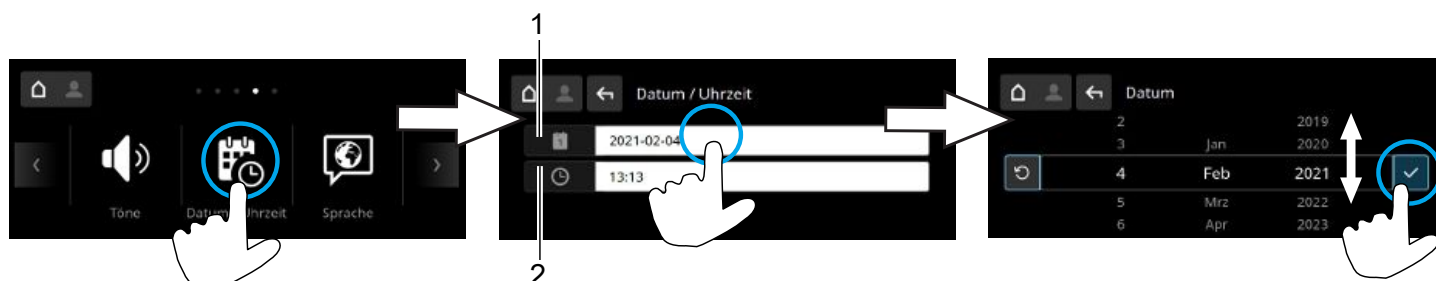 1
Töne
Datum / Uhrzeit
Sprache
Datum / Uhrzeit
1
2021-02-04
13:13
2
Datum
2 2019
3 Jan 2020
4 Feb 2021
5 Mrz 2022
6 Apr 2023